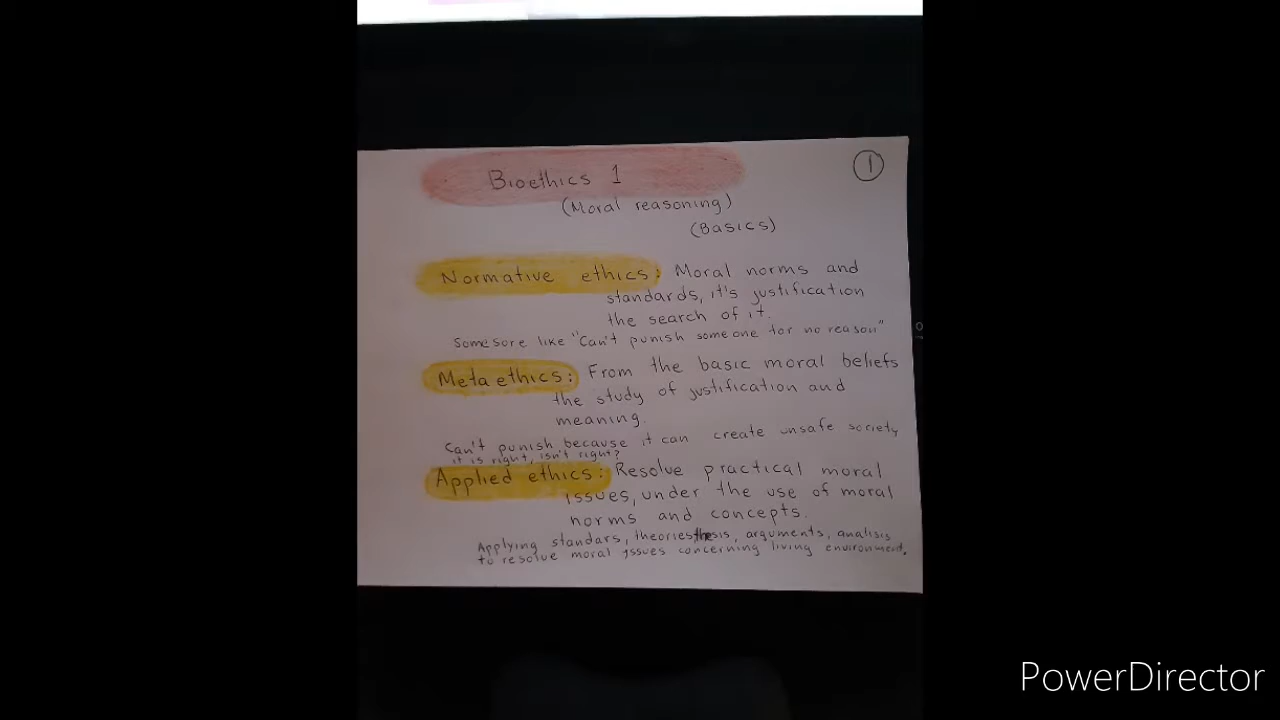 Bioethics 1
1
(Moral reasoning)
(Basics)
Normative ethics: Moral norms and
standards, it's justification
the search of it.
Somesore like "Can't punish someone for no reason"
Metaethics: From the basic moral beliefs
the study of justification and
meaning.
Can't punish because it can create unsafe society
it is right, isn't right?
Applied ethics: Resolve practical moral
issues, under the use of moral
norms and concepts.
Applying standars, theories, arguments, analisis
to resolve moral issues concerning living environment.
PowerDirector